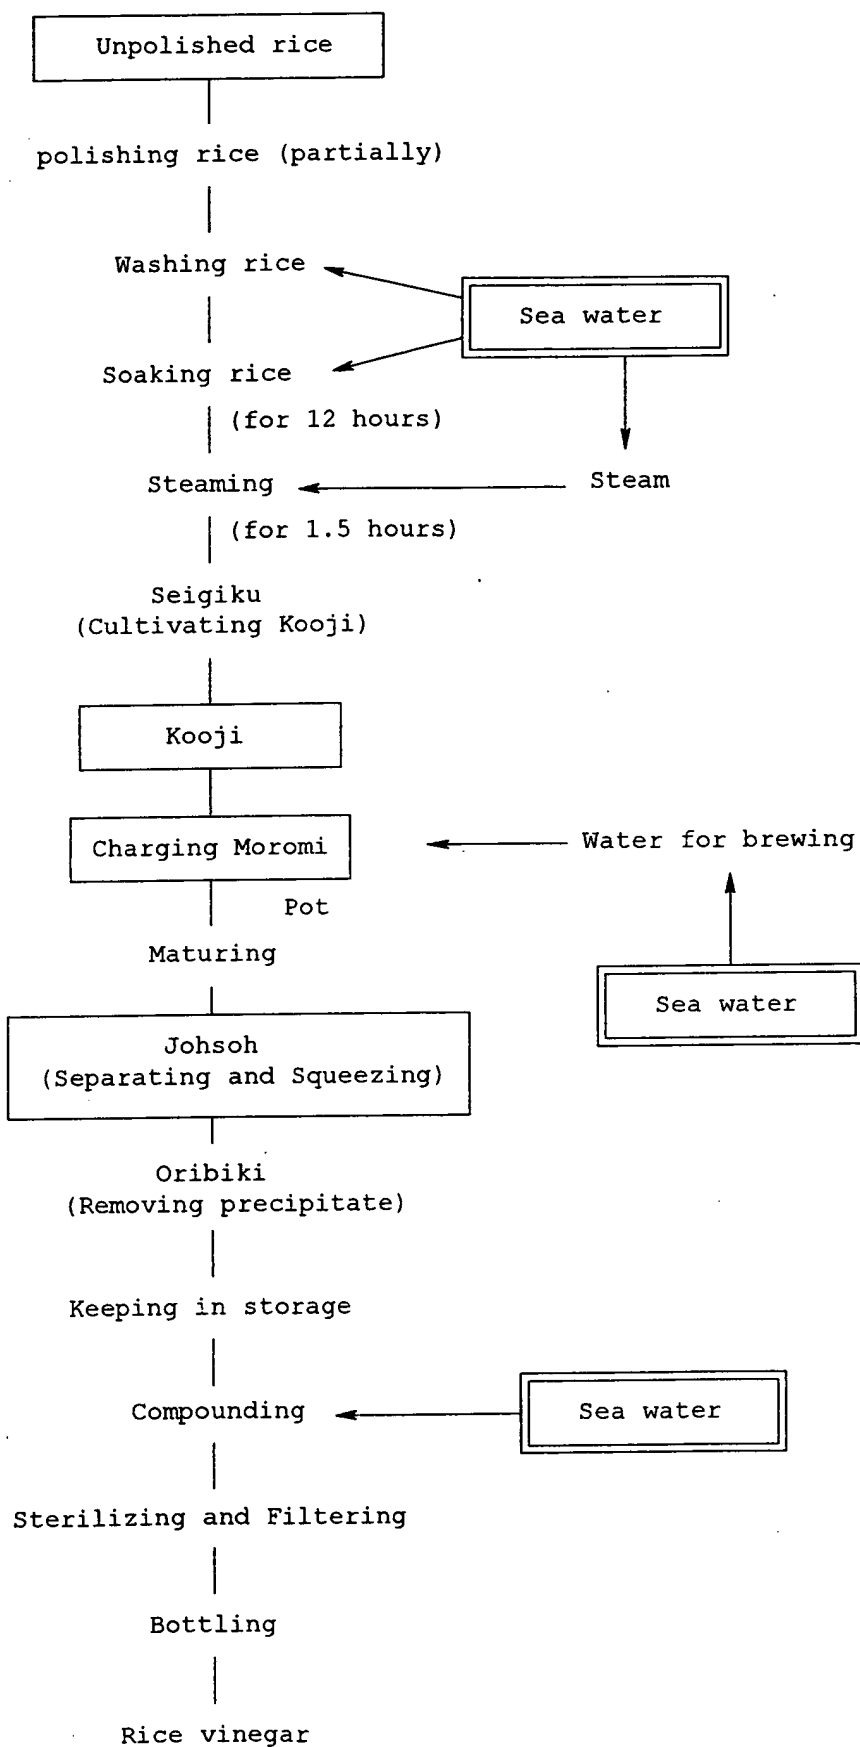 Unpolished rice
polishing rice (partially)
Washing rice
Sea water
Soaking rice
(for 12 hours)
Steaming
Steam
(for 1.5 hours)
Seigiku
(Cultivating Kooji)
Kooji
Charging Moromi
Water for brewing
Pot
Maturing
Sea water
Johsoh
(Separating and Squeezing)
Oribiki
(Removing precipitate)
Keeping in storage
Compounding
Sea water
Sterilizing and Filtering
Bottling
Rice vinegar